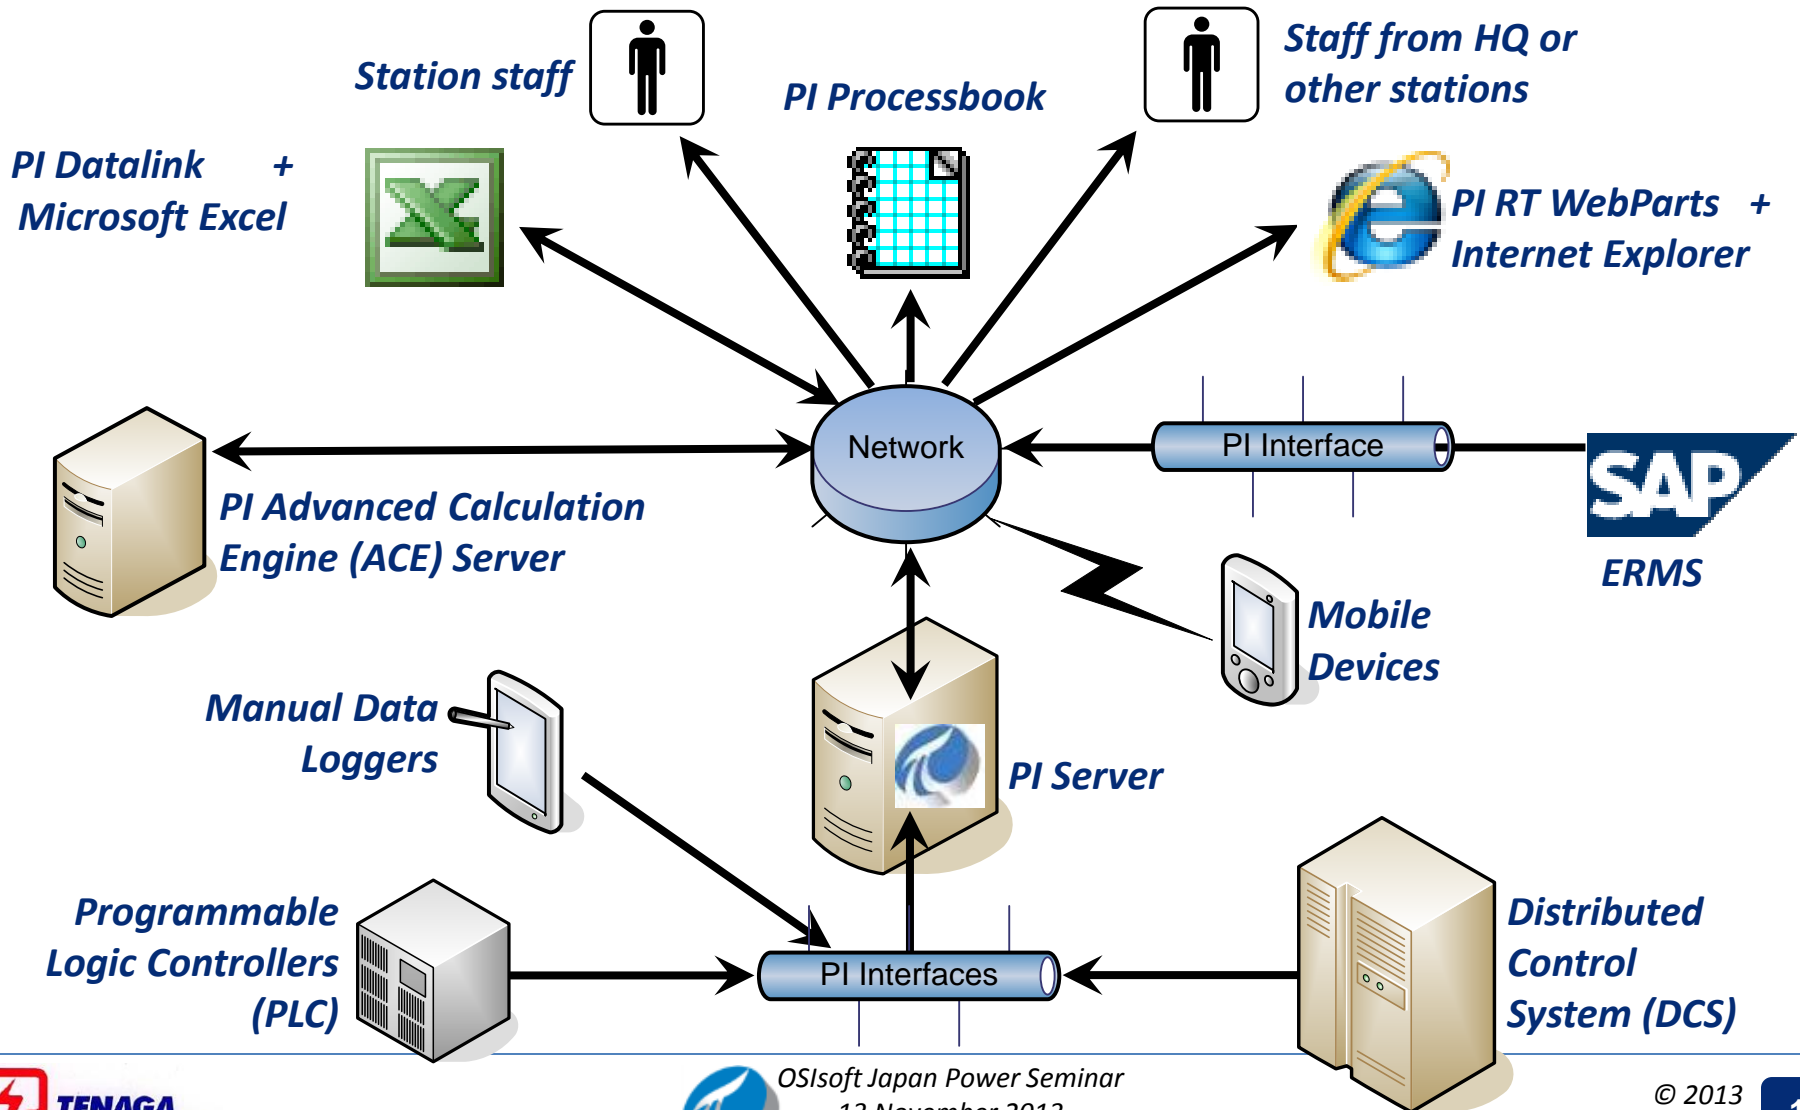 Station staff
Staff from HQ or
other stations
PI Processbook
PI Datalink +
Microsoft Excel
PI RT WebParts +
Internet Explorer
Network
PI Interface
SAP
ERMS
PI Advanced Calculation
Engine (ACE) Server
Mobile
Devices
Manual Data
Loggers
PI Server
Programmable
Logic Controllers
(PLC)
PI Interfaces
Distributed
Control
System (DCS)
TENAGA
OSIsoft Japan Power Seminar
© 2013